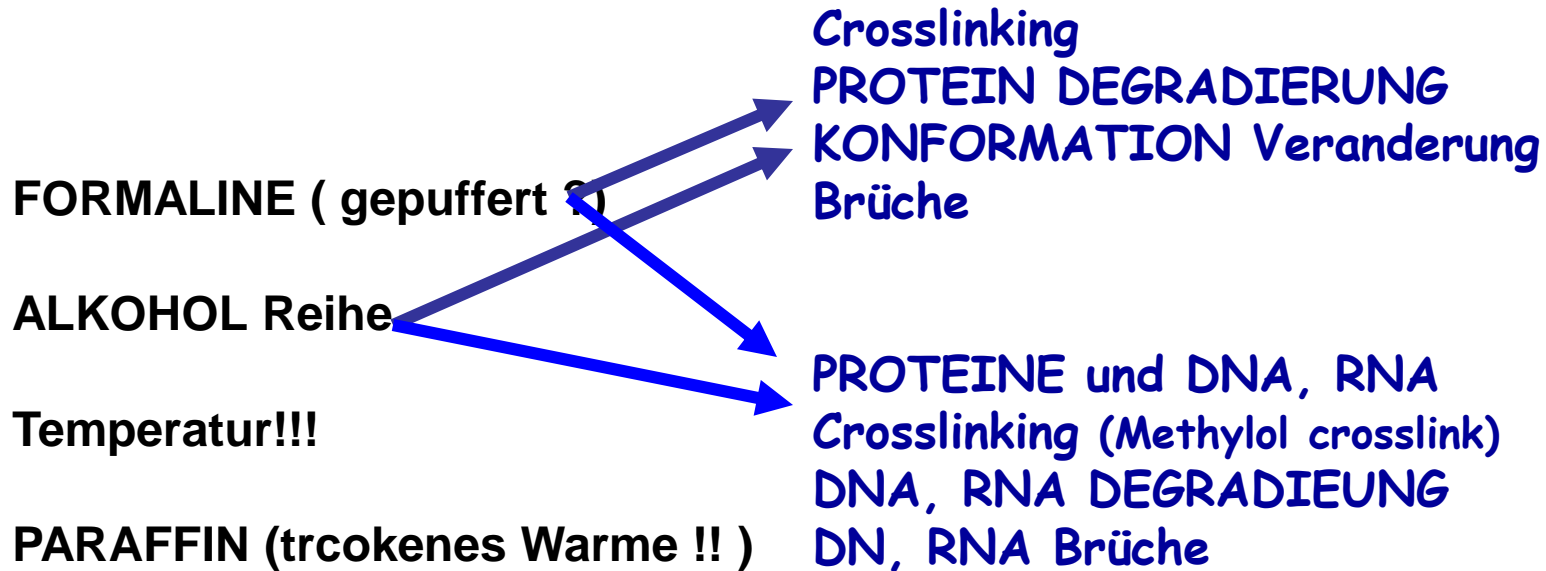 Crosslinking
PROTEIN DEGRADIERUNG
KONFORMATION Veranderung
Brüche
FORMALINE ( gepuffert ?)
ALKOHOL Reihe
Temperatur!!!
PARAFFIN (trcokenes Warme !! )
PROTEINE und DNA, RNA
Crosslinking (Methylol crosslink)
DNA, RNA DEGRADIEUNG
DN, RNA Brüche